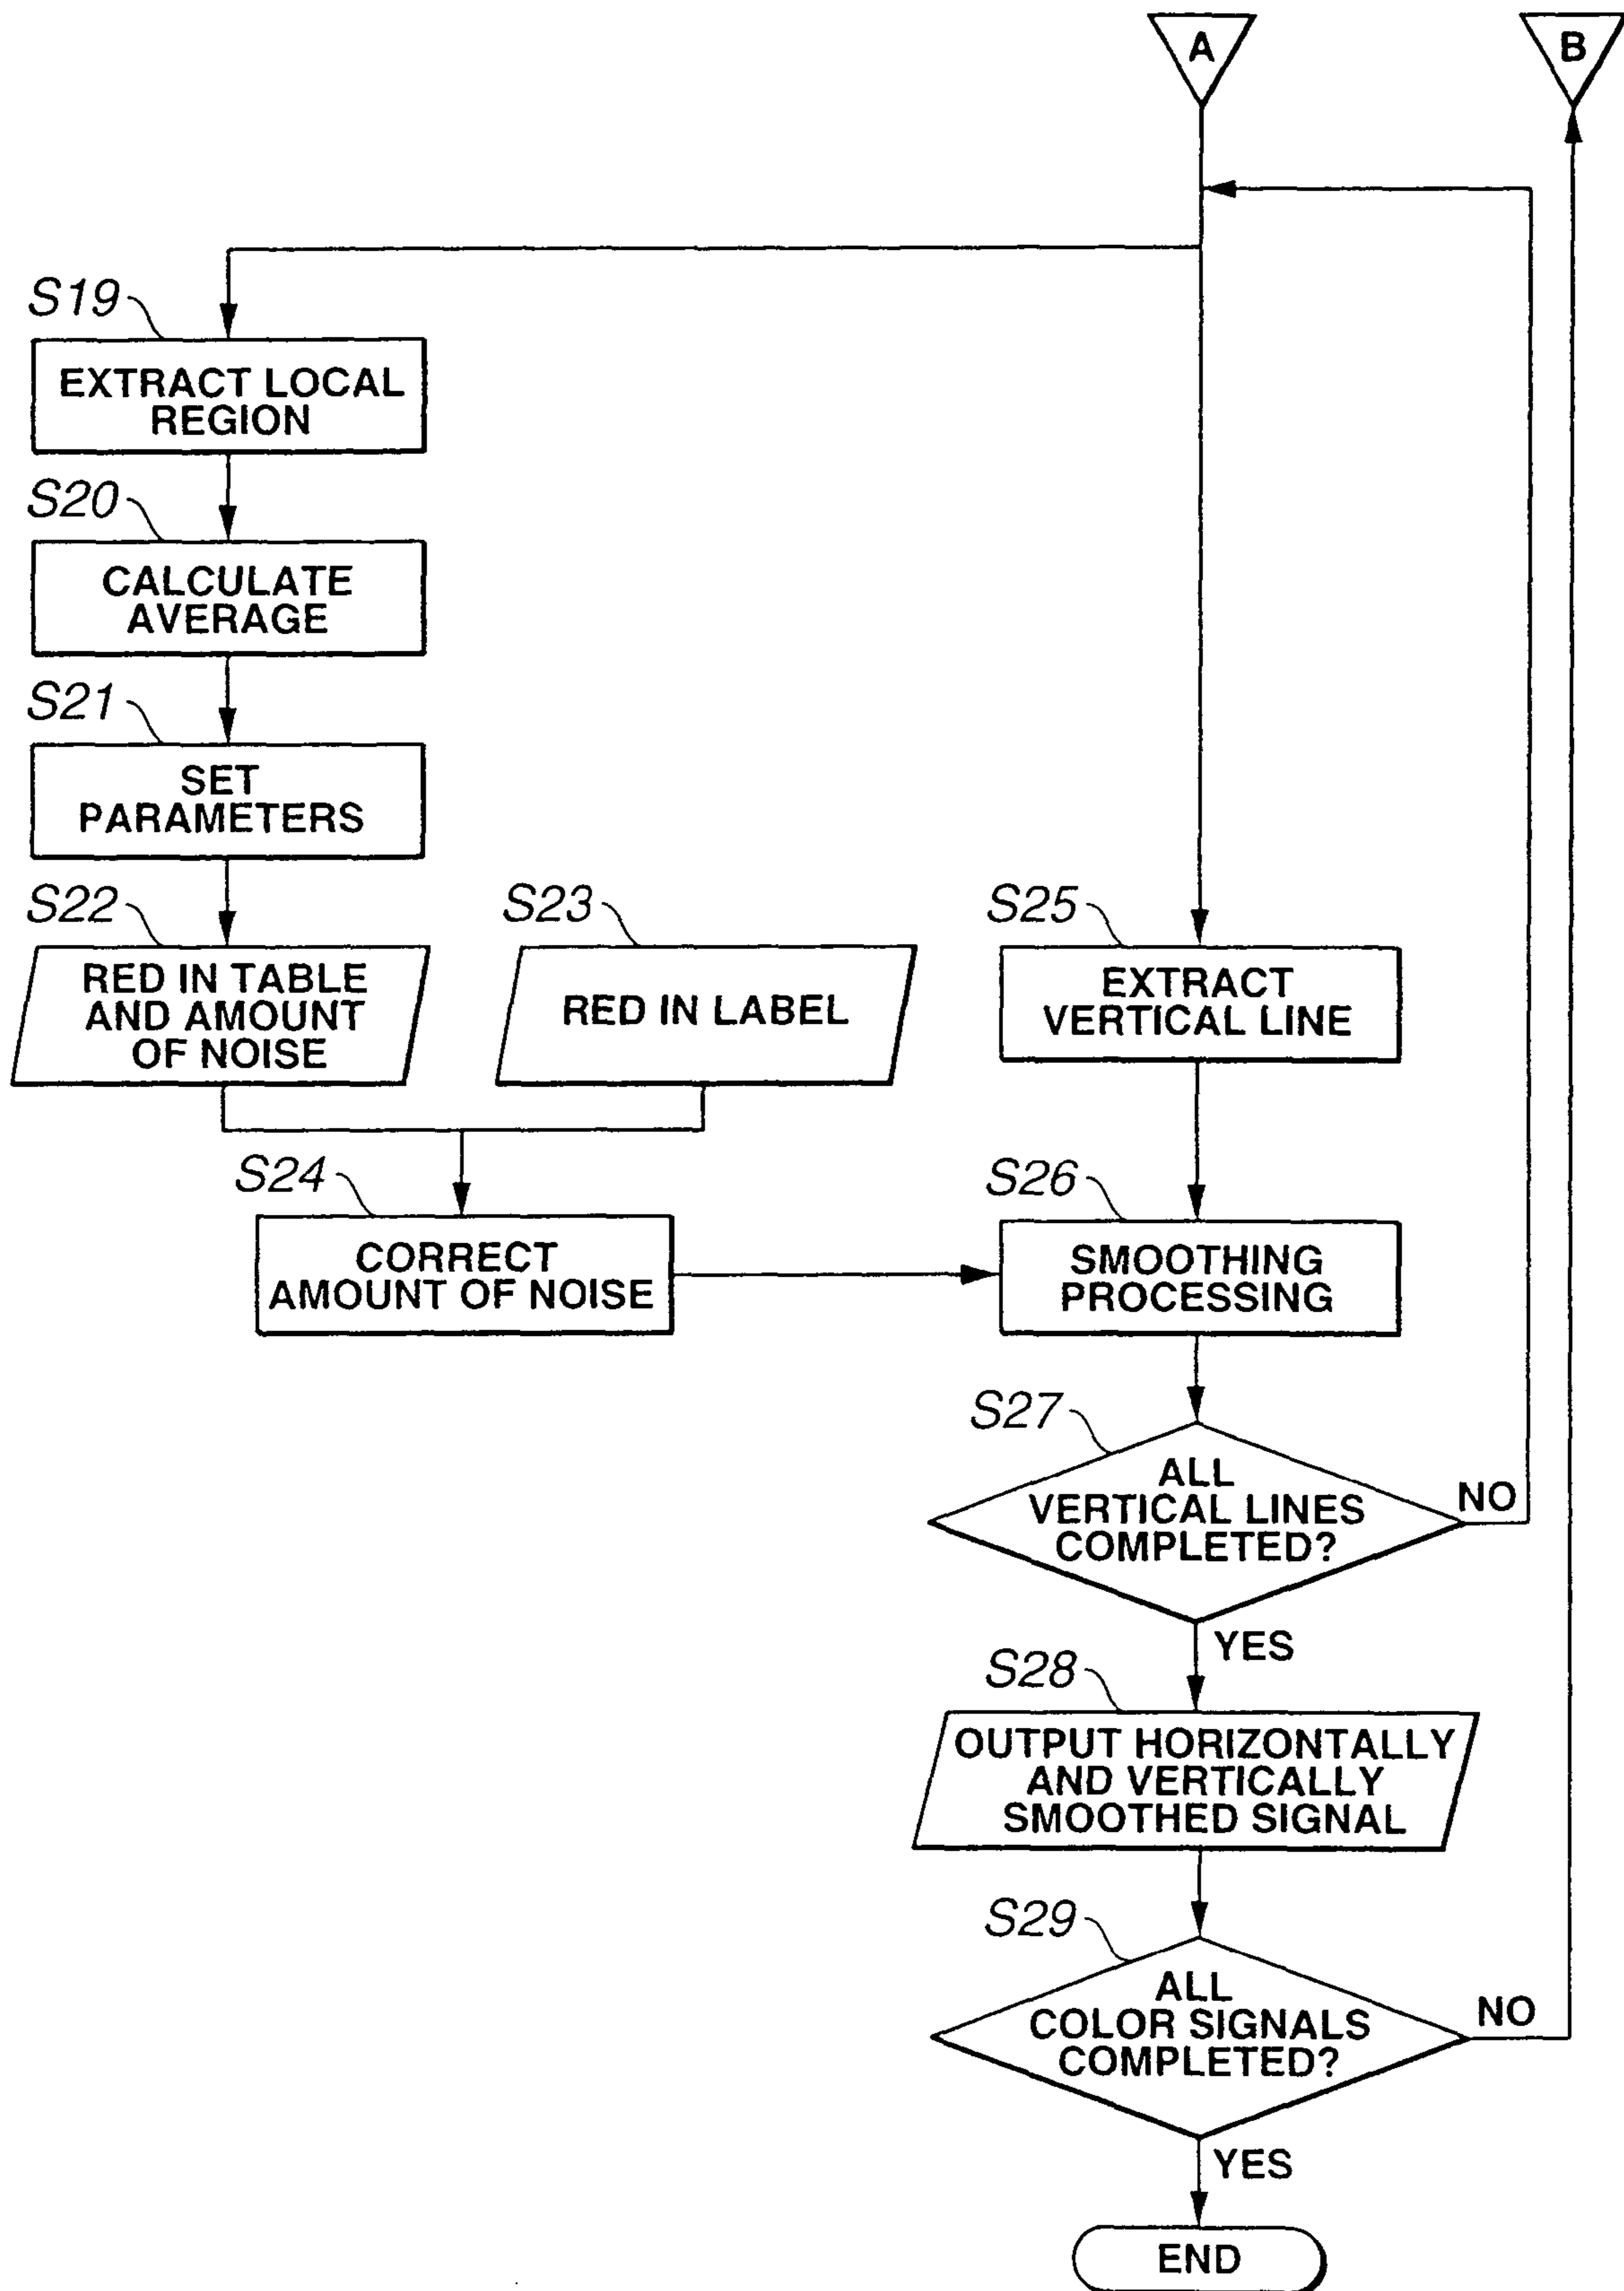 A
B
S19
EXTRACT LOCAL
REGION
S20
CALCULATE
AVERAGE
S21
SET
PARAMETERS
S22
RED IN TABLE
AND AMOUNT
OF NOISE
S23
RED IN LABEL
S24
CORRECT
AMOUNT OF NOISE
S25
EXTRACT
VERTICAL LINE
S26
SMOOTHING
PROCESSING
S27
ALL
VERTICAL LINES
COMPLETED?
NO
YES
S28
OUTPUT HORIZONTALLY
AND VERTICALLY
SMOOTHED SIGNAL
S29
ALL
COLOR SIGNALS
COMPLETED?
NO
YES
END